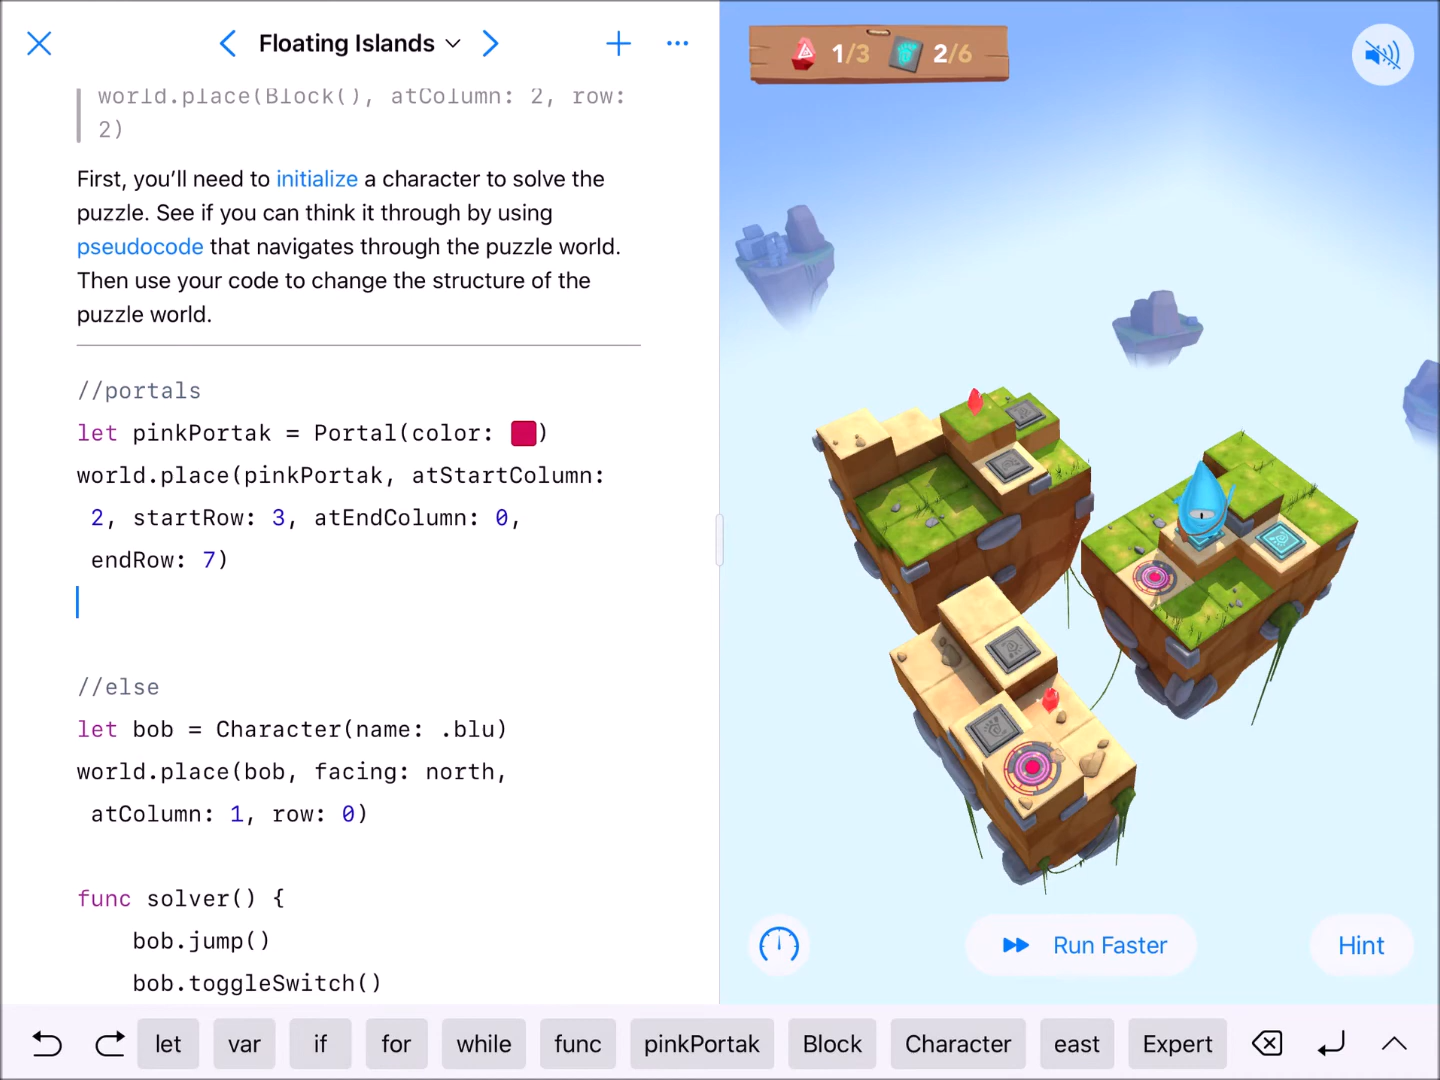 Floating Islands
world.place(Block(), atColumn: 2, row:
2)
First, you’ll need to initialize a character to solve the
puzzle. See if you can think it through by using
pseudocode that navigates through the puzzle world.
Then use your code to change the structure of the
puzzle world.
//portals
let pinkPortak = Portal(color: )
world.place(pinkPortak, atStartColumn:
2, startRow: 3, atEndColumn: 0,
endRow: 7)
//else
let bob = Character(name: .blu)
world.place(bob, facing: north,
atColumn: 1, row: 0)
func solver() {
bob.jump()
bob.toggleSwitch()
1/3 2/6
Run Faster
Hint
let var if for while func pinkPortak Block Character east Expert